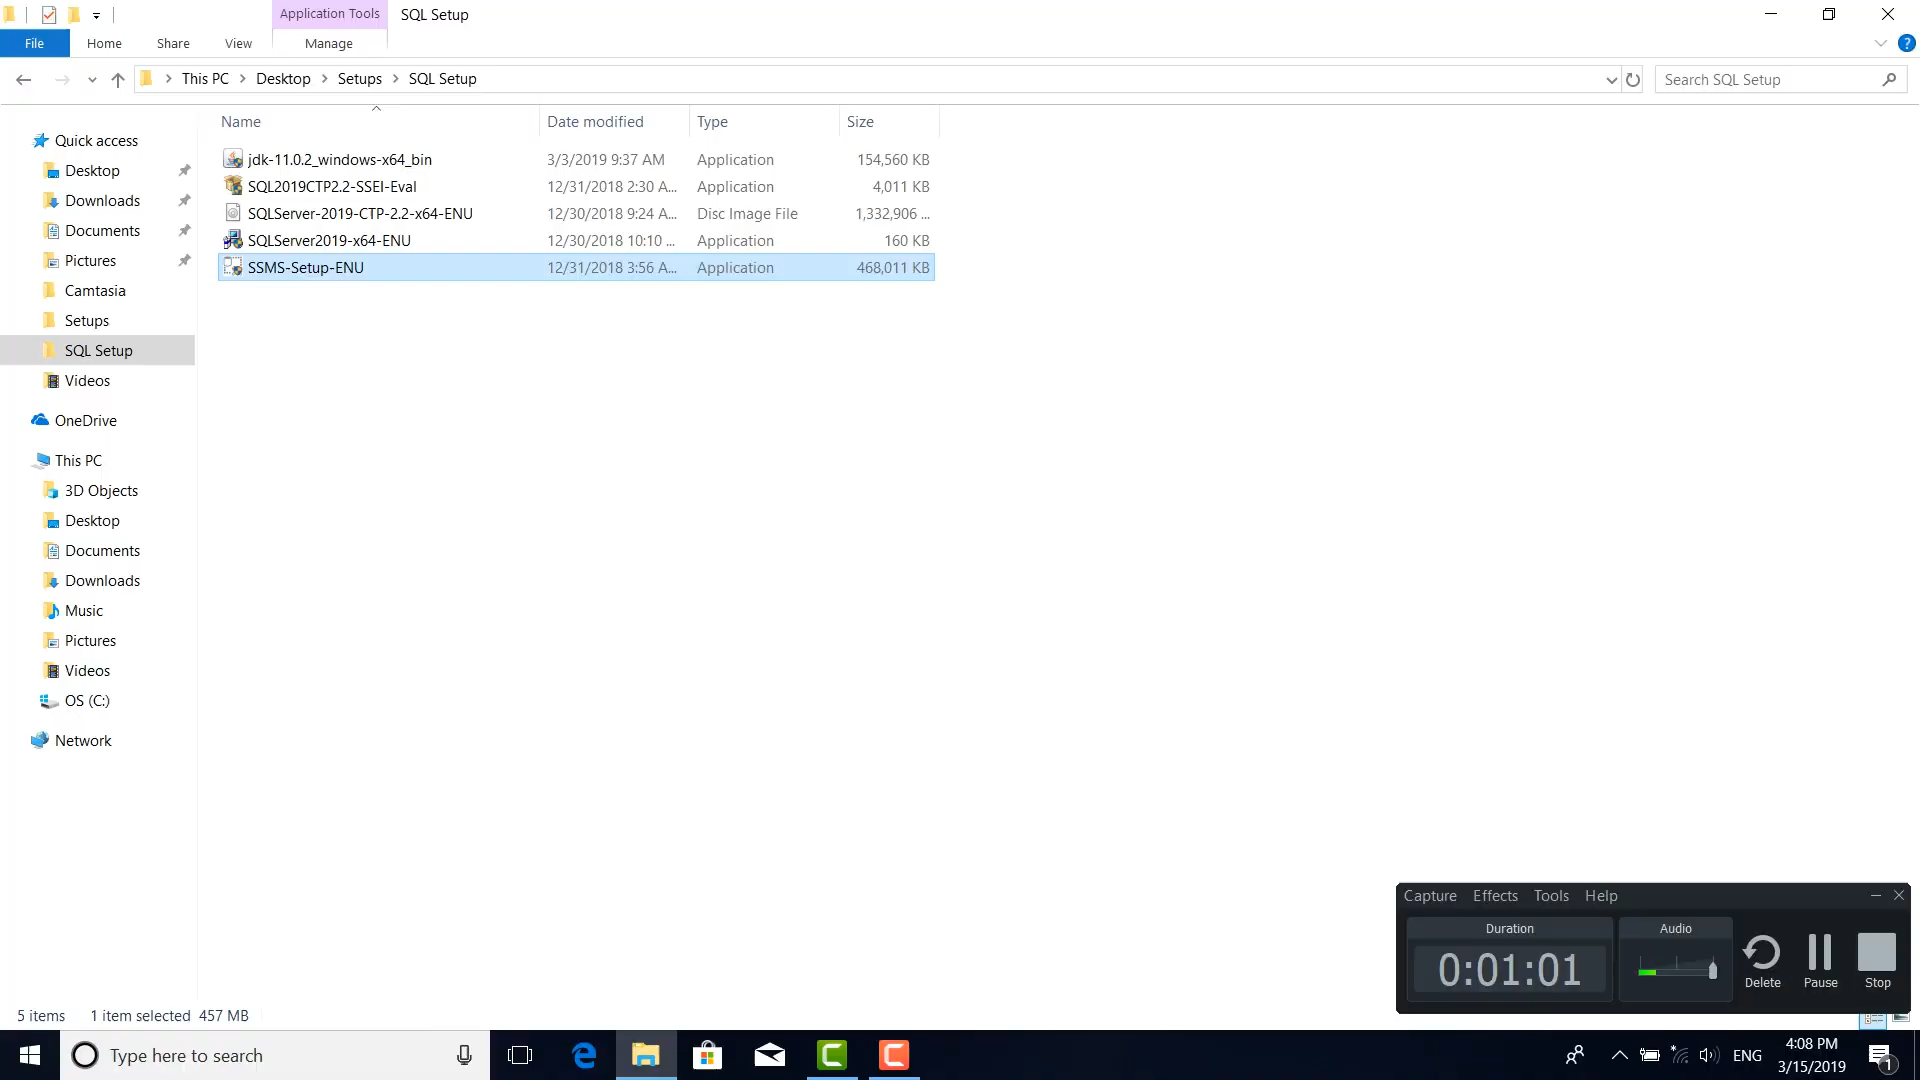 Application Tools
SQL Setup
File
Home
Share
View
Manage
This PC
Desktop
Setups
SQL Setup
Search SQL Setup
Name
Date modified
Type
Size
jdk-11.0.2_windows-x64_bin
3/3/2019 9:37 AM
Application
154,560 KB
SQL2019CTP2.2-SSEI-Eval
12/31/2018 2:30 A...
Application
4,011 KB
SQLServer-2019-CTP-2.2-x64-ENU
12/30/2018 9:24 A...
Disc Image File
1,332,906 ...
SQLServer2019-x64-ENU
12/30/2018 10:10 ...
Application
160 KB
SSMS-Setup-ENU
12/31/2018 3:56 A...
Application
468,011 KB
Quick access
Desktop
Downloads
Documents
Pictures
Camtasia
Setups
SQL Setup
Videos
OneDrive
This PC
3D Objects
Desktop
Documents
Downloads
Music
Pictures
Videos
OS (C:)
Network
Capture
Effects
Tools
Help
Duration
0:01:01
Audio
Delete
Pause
Stop
5 items
1 item selected 457 MB
Type here to search
ENG
4:08 PM
3/15/2019
1